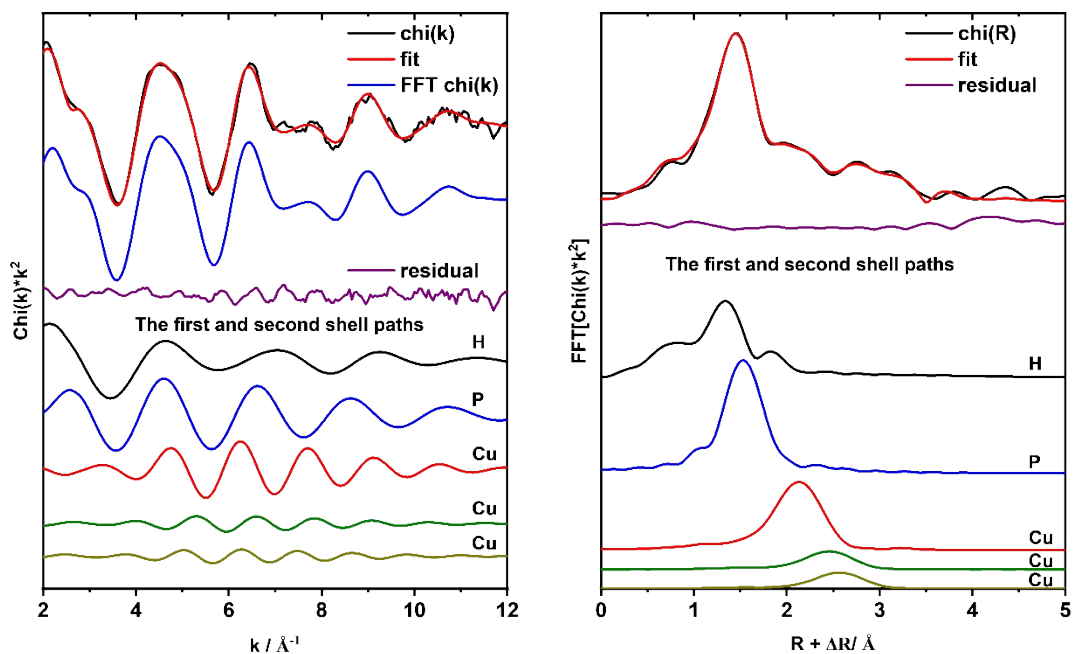 chi(k)
fit
FFT chi(k)
residual
The first and second shell paths
H
P
Cu
Cu
Cu
Chi(k)*k²
2 4 6 8 10 12
k / Å⁻¹
chi(R)
fit
residual
The first and second shell paths
H
P
Cu
Cu
Cu
FFT[Chi(k)*k²]
0 1 2 3 4 5
R + ΔR/ Å